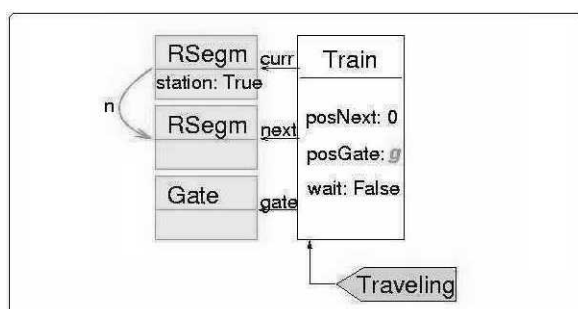 RSegm
curr
Train
station: True
n
RSegm
next
posNext: 0
posGate: g
Gate
gate
wait: False
Traveling